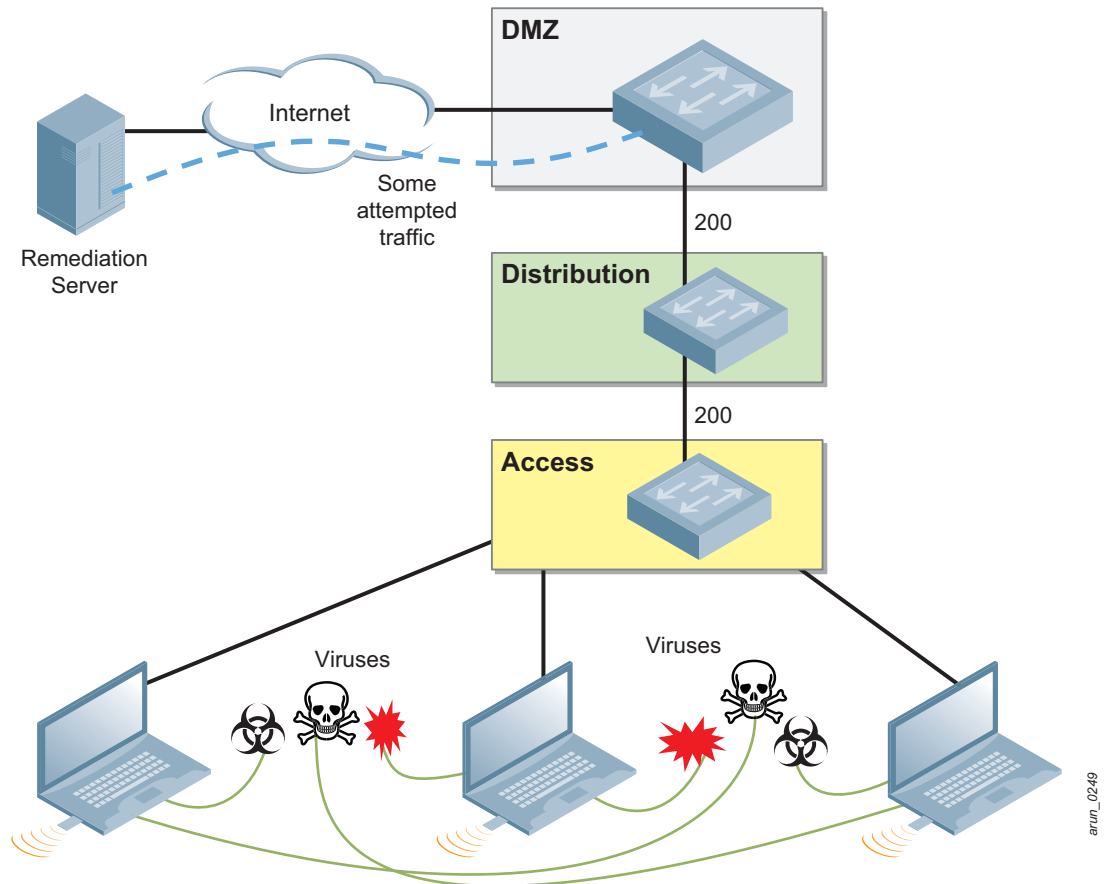 DMZ
Internet
Some
attempted
traffic
Remediation
Server
200
Distribution
200
Access
Viruses
Viruses
arun_0249